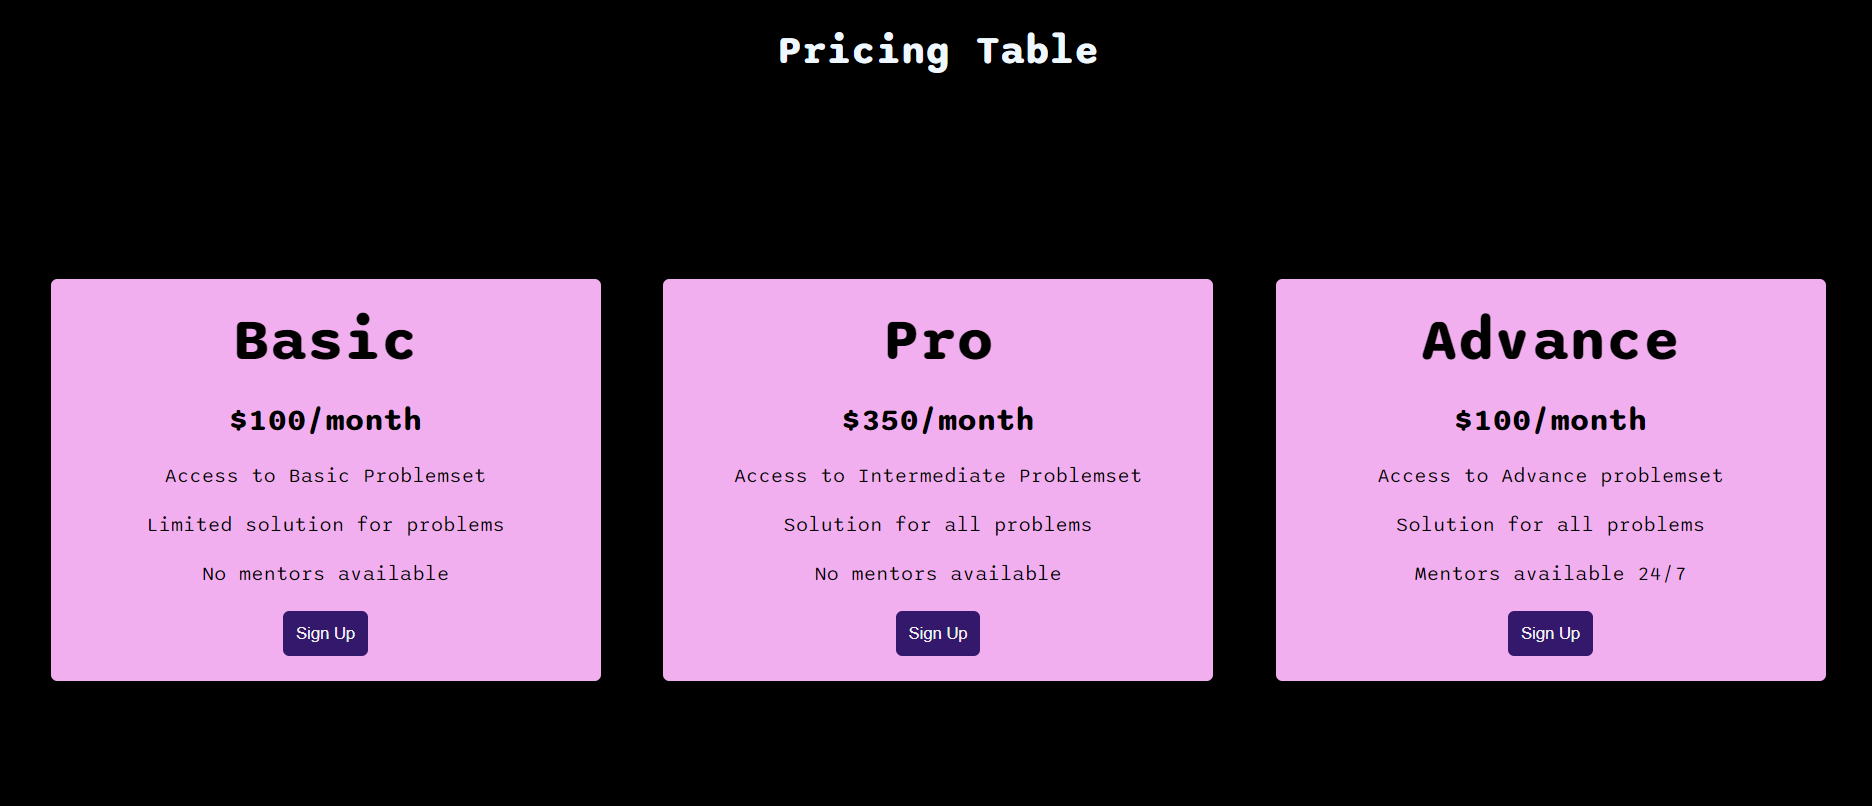 Pricing Table
Basic
$100/month
Access to Basic Problemset
Limited solution for problems
No mentors available
Sign Up
Pro
$350/month
Access to Intermediate Problemset
Solution for all problems
No mentors available
Sign Up
Advance
$100/month
Access to Advance problemset
Solution for all problems
Mentors available 24/7
Sign Up